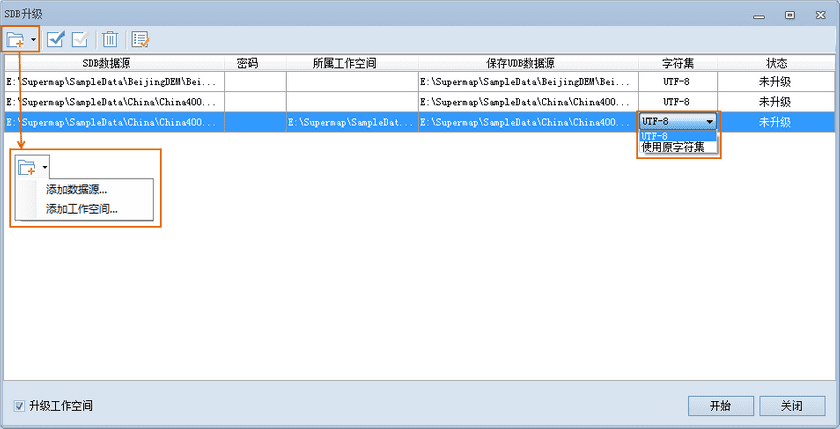 SDB升级
SDB数据源 密码 所属工作空间 保存UDB数据源 字符集 状态
E:\Supermap\SampleData\BeijingDEM\Bei... E:\Supermap\SampleData\BeijingDEM\Bei... UTF-8 未升级
E:\Supermap\SampleData\China\China400... E:\Supermap\SampleData\China\China400... UTF-8 未升级
E:\Supermap\SampleData\China\China400... E:\Supermap\SampleDat... E:\Supermap\SampleData\China\China400... UTF-8 未升级
UTF-8
使用原字符集
添加数据源...
添加工作空间...
升级工作空间 开始 关闭